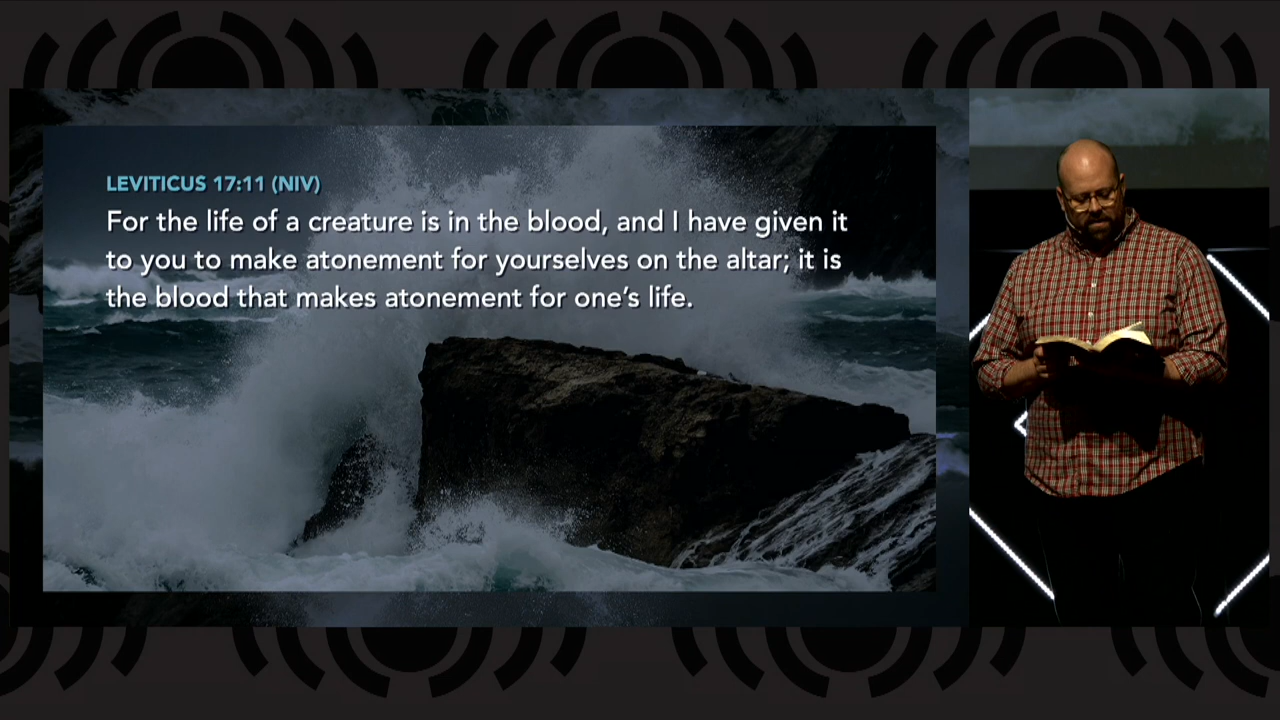 LEVITICUS 17:11 (NIV)
For the life of a creature is in the blood, and I have given it
to you to make atonement for yourselves on the altar; it is
the blood that makes atonement for one’s life.